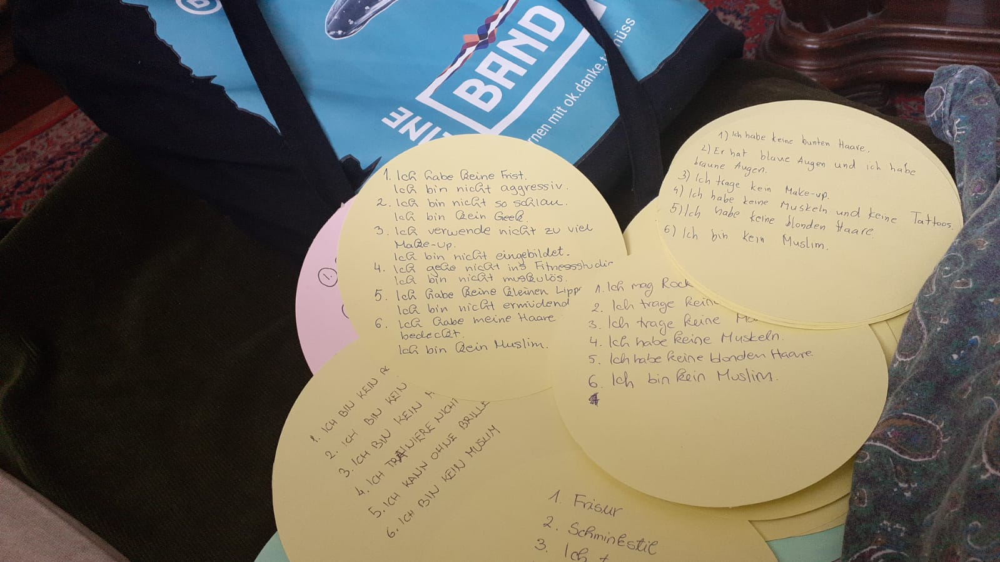 EINE
BAND
rnen mit ok.danke.t
nüss
1. Ich habe keine Frist.
Ich bin nicht aggressiv.
2. Ich bin nicht so schlau.
Ich bin kein Geek.
3. Ich verwende nicht zu viel
Make-up.
Ich bin nicht eingebildet.
4. Ich gehe nicht ins Fitnessstudio
Ich bin nicht muskulös.
5. Ich habe keine kleinen Lipp
Ich bin nicht ermüdend
6. Ich habe meine Haare
bedeckt.
Ich bin kein Muslim.
1) Ich habe keine bunten Haare.
2) Er hat blaue Augen und ich habe
braune Augen.
3) Ich trage kein Make-up.
4) Ich habe keine Muskeln und keine Tattoos.
5) Ich habe keine blonden Haare.
6) Ich bin kein Muslim.
1. Ich mag Rock
2. Ich trage kein
3. Ich trage keine
4. Ich habe keine Muskeln.
5. Ich habe keine blonden Haare
6. Ich bin kein Muslim.
1. ICH BIN KEIN
2. ICH BIN KEIN
3. ICH BIN KEIN
4. ICH TRAINIERE NICHT
5. ICH KANN OHNE BRILLE
6. ICH BIN KEIN MUSLIM
1. Frisur
2. Schminkstil
3. Ich
1.